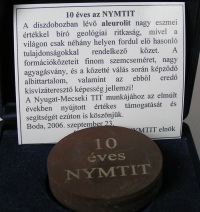 10 éves az NYMTIT
A díszdobozban lévő aleurolit nagy eszmei
értékkel bíró geológiai ritkaság, mivel a
világon csak néhány helyen fordul elő hasonló
tulajdonságokkal rendelkező kőzet. A
formációkőzeteit finom szemcseméret, nagy
agyagásvány, és a kőzetté válás során képződő
albittartalom, valamint az ebből eredő
kisvízáteresztő képesség jellemzi!
A Nyugat-Mecseki TIT munkájához az elmúlt
években nyújtott értékes támogatását és
segítségét ezúton is köszönjük.
Boda, 2006. szeptember 23.
NYMTIT elnök
10
éves
NYMTIT